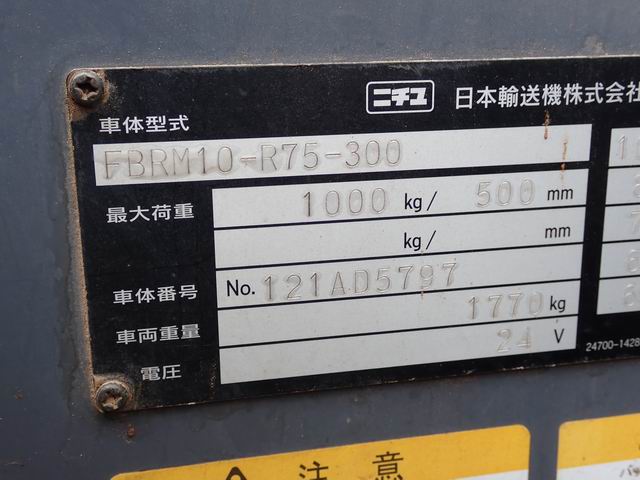 ニチユ 日本輸送機株式会社
車体型式
FBRM10-R75-300
最大荷重 1000 kg/ 500 mm
kg/ mm
車体番号 No. 121AD5797
車両重量 1770 kg
電圧 24 V
24700-1428
注意